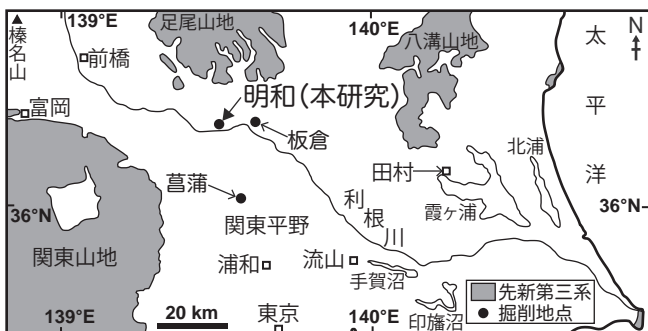 139°E
足尾山地
140°E
八溝山地
N
太平洋
榛名山
前橋
明和(本研究)
富岡
板倉
北浦
田村
菖蒲
利根川
霞ヶ浦
36°N
36°N
関東平野
関東山地
浦和
流山
手賀沼
先新第三系
掘削地点
139°E
20 km
東京
140°E
印旛沼